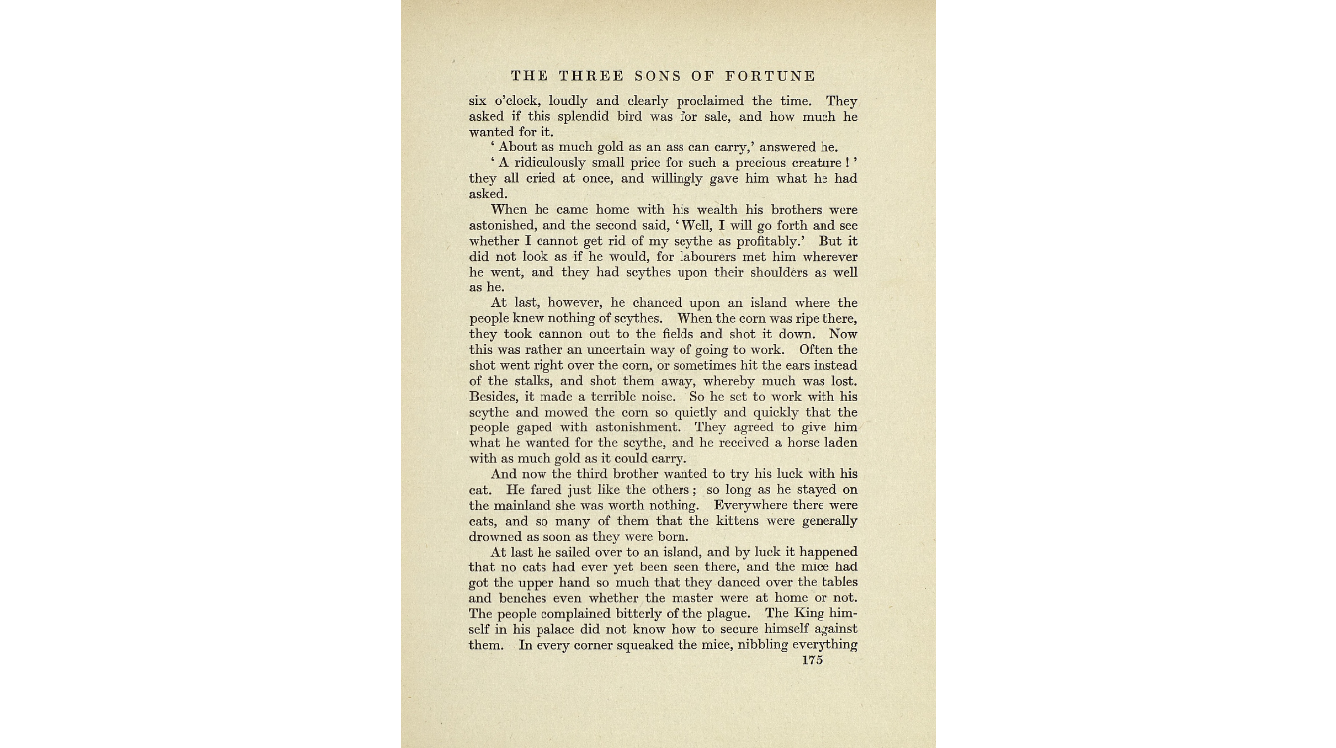 THE THREE SONS OF FORTUNE
six o'clock, loudly and clearly proclaimed the time. They
asked if this splendid bird was for sale, and how much he
wanted for it.
' About as much gold as an ass can carry,' answered he.
' A ridiculously small price for such a precious creature ! '
they all cried at once, and willingly gave him what he had
asked.
When he came home with his wealth his brothers were
astonished, and the second said, ' Well, I will go forth and see
whether I cannot get rid of my scythe as profitably.' But it
did not look as if he would, for labourers met him wherever
he went, and they had scythes upon their shoulders as well
as he.
At last, however, he chanced upon an island where the
people knew nothing of scythes. When the corn was ripe there,
they took cannon out to the fields and shot it down. Now
this was rather an uncertain way of going to work. Often the
shot went right over the corn, or sometimes hit the ears instead
of the stalks, and shot them away, whereby much was lost.
Besides, it made a terrible noise. So he set to work with his
scythe and mowed the corn so quietly and quickly that the
people gaped with astonishment. They agreed to give him
what he wanted for the scythe, and he received a horse laden
with as much gold as it could carry.
And now the third brother wanted to try his luck with his
cat. He fared just like the others ; so long as he stayed on
the mainland she was worth nothing. Everywhere there were
cats, and so many of them that the kittens were generally
drowned as soon as they were born.
At last he sailed over to an island, and by luck it happened
that no cats had ever yet been seen there, and the mice had
got the upper hand so much that they danced over the tables
and benches even whether the master were at home or not.
The people complained bitterly of the plague. The King him-
self in his palace did not know how to secure himself against
them. In every corner squeaked the mice, nibbling everything
175